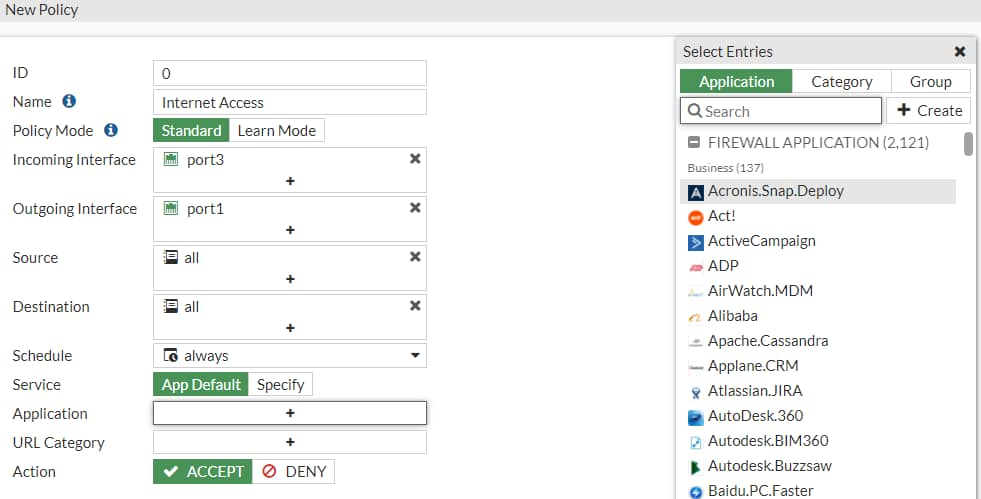 New Policy
ID 0
Name Internet Access
Policy Mode Standard Learn Mode
Incoming Interface port3
+
Outgoing Interface port1
+
Source all
+
Destination all
+
Schedule always
Service App Default Specify
Application +
URL Category +
Action ACCEPT DENY
Select Entries
Application Category Group
Search + Create
FIREWALL APPLICATION (2,121)
Business (137)
Acronis.Snap.Deploy
Act!
ActiveCampaign
ADP
AirWatch.MDM
Alibaba
Apache.Cassandra
Applane.CRM
Atlassian.JIRA
AutoDesk.360
Autodesk.BIM360
Autodesk.Buzzsaw
Baidu.PC.Faster